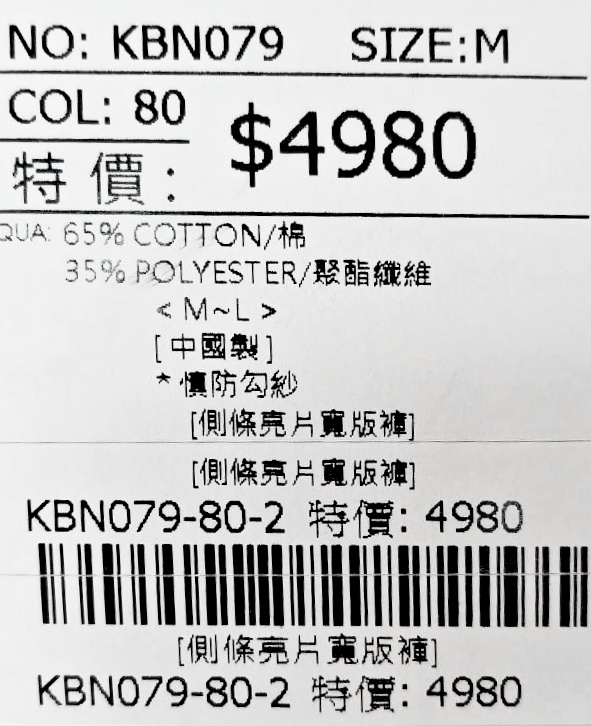 NO: KBN079 SIZE:M
COL: 80
$4980
特價:
QUA: 65% COTTON/棉
35% POLYESTER/聚酯纖維
< M~L >
[中國製]
*慎防勾紗
[側條亮片寬版褲]
[側條亮片寬版褲]
KBN079-80-2 特價: 4980
[側條亮片寬版褲]
KBN079-80-2 特價: 4980